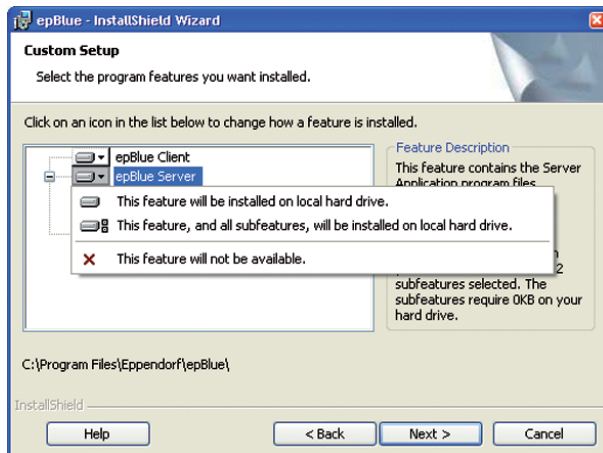 epBlue - InstallShield Wizard
Custom Setup
Select the program features you want installed.
Click on an icon in the list below to change how a feature is installed.
epBlue Client
epBlue Server
Feature Description
This feature contains the Server
Application program files
This feature will be installed on local hard drive.
This feature, and all subfeatures, will be installed on local hard drive.
This feature will not be available.
2
subfeatures selected. The
subfeatures require 0KB on your
hard drive.
C:\Program Files\Eppendorf\epBlue\
InstallShield
Help
< Back
Next >
Cancel